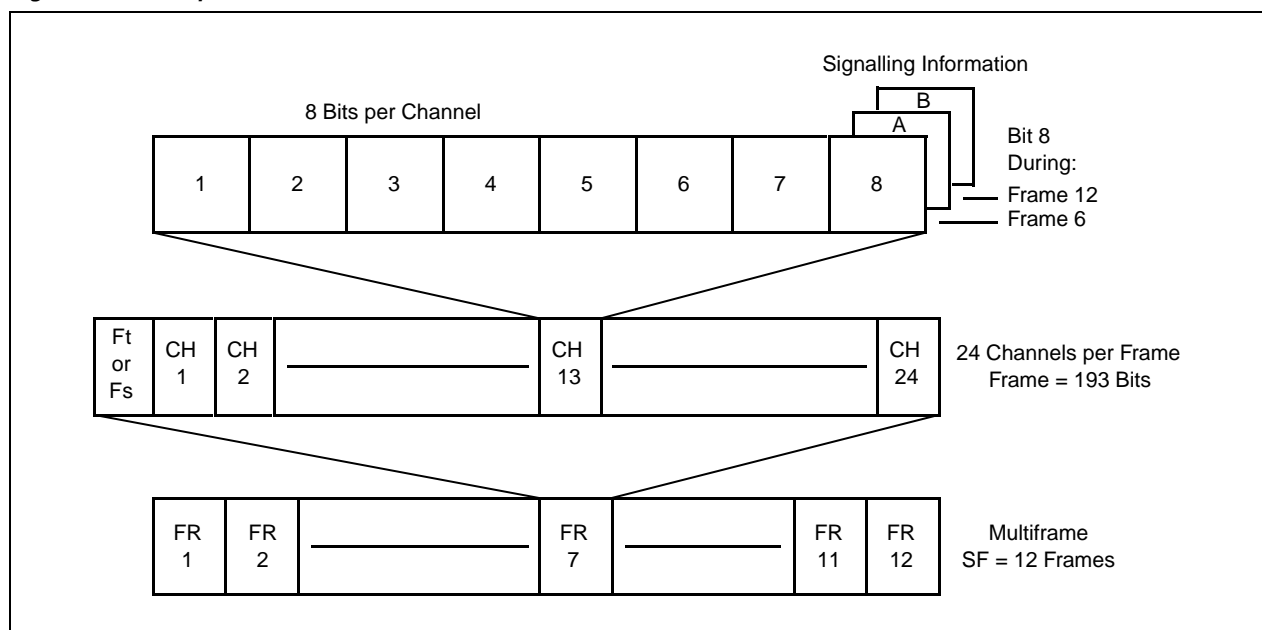 Signalling Information
8 Bits per Channel
B
A
1 2 3 4 5 6 7 8
Bit 8
During:
Frame 12
Frame 6
Ft
or
Fs
CH
1
CH
2
CH
13
CH
24
24 Channels per Frame
Frame = 193 Bits
FR
1
FR
2
FR
7
FR
11
FR
12
Multiframe
SF = 12 Frames